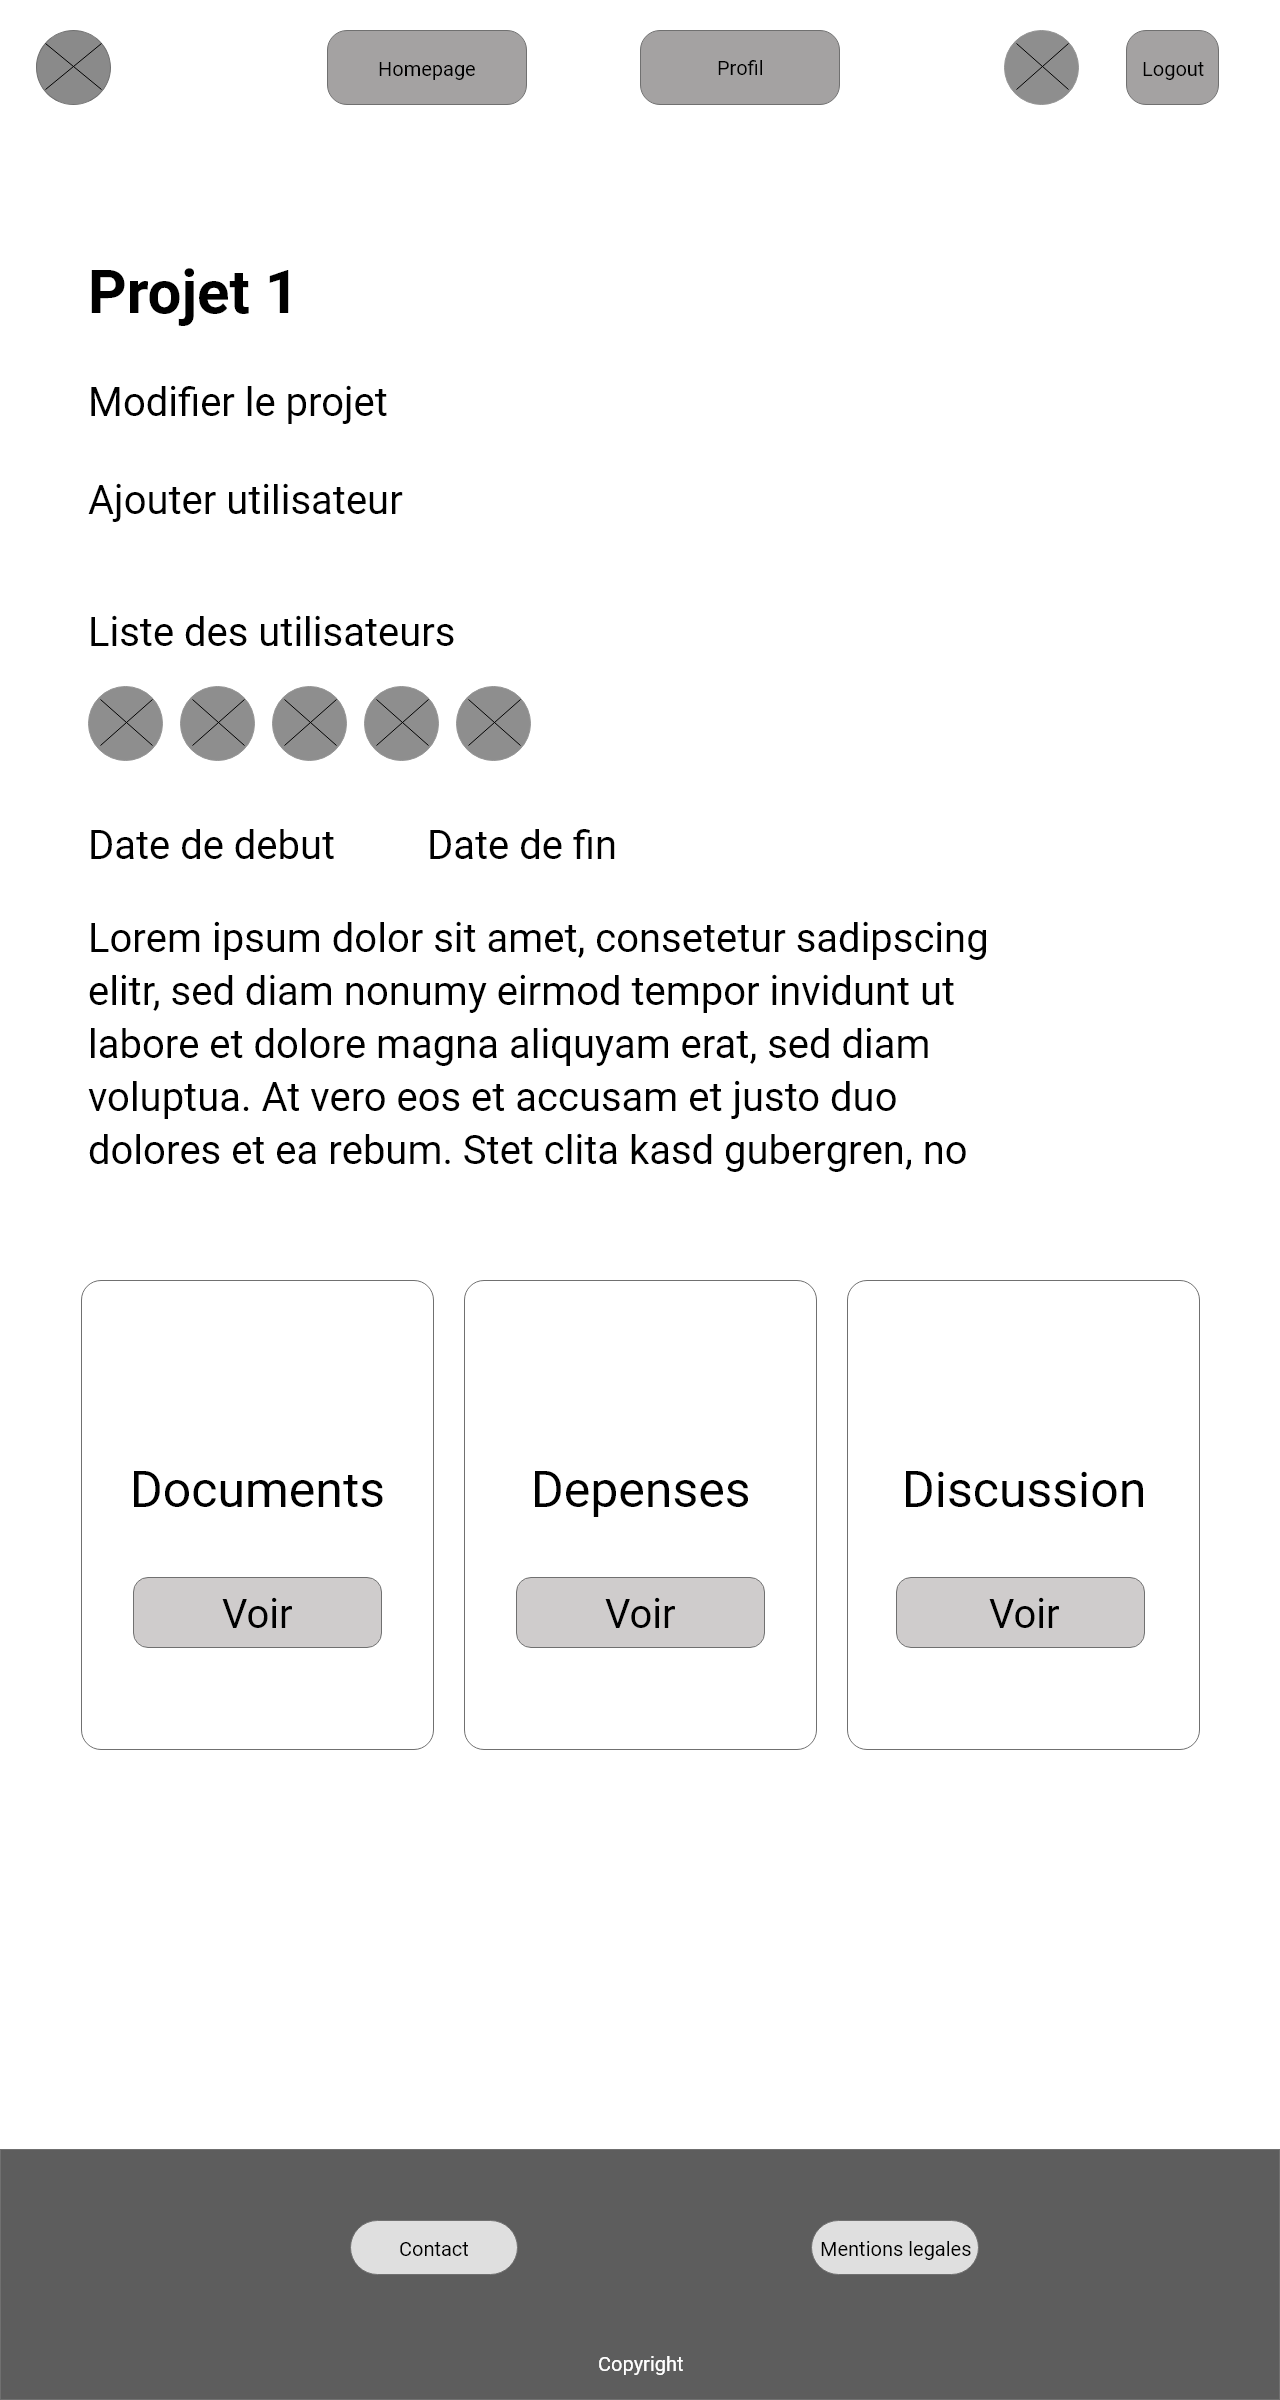 Homepage
Profil
Logout
Projet 1
Modifier le projet
Ajouter utilisateur
Liste des utilisateurs
Date de debut
Date de fin
Lorem ipsum dolor sit amet, consetetur sadipscing
elitr, sed diam nonumy eirmod tempor invidunt ut
labore et dolore magna aliquyam erat, sed diam
voluptua. At vero eos et accusam et justo duo
dolores et ea rebum. Stet clita kasd gubergren, no
Documents
Voir
Depenses
Voir
Discussion
Voir
Contact
Mentions legales
Copyright